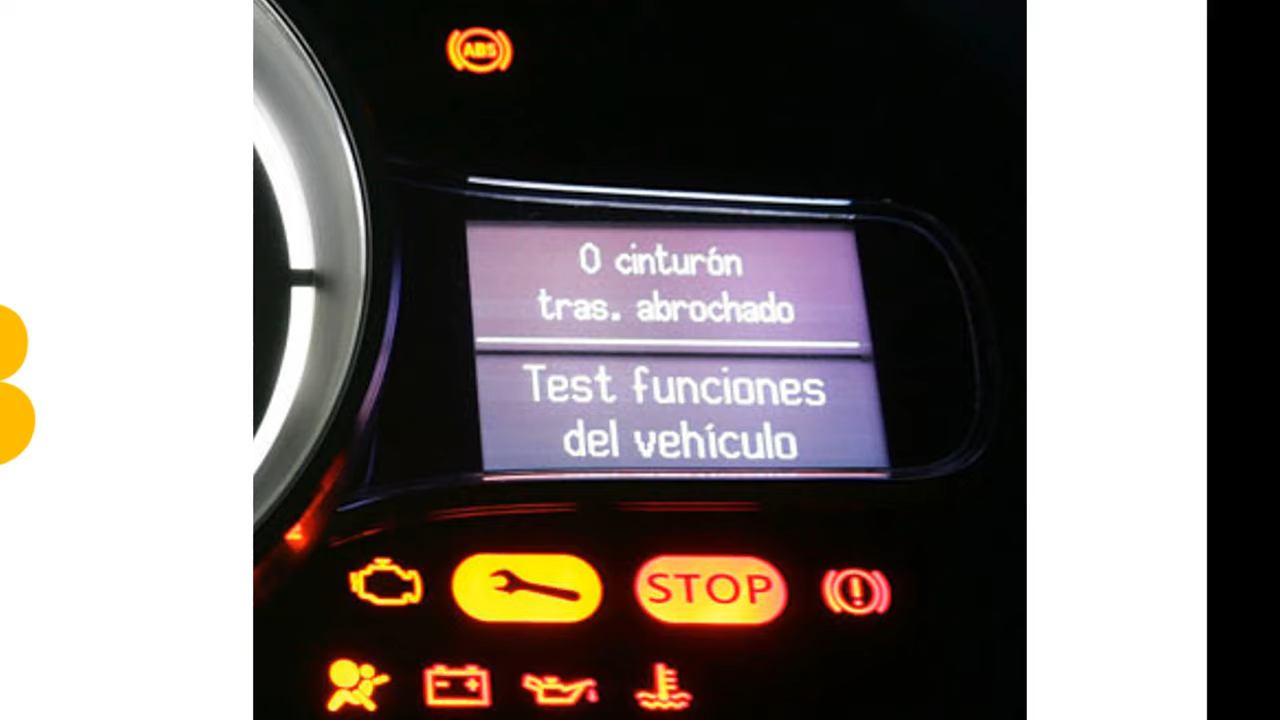 ABS
0 cinturón
tras. abrochado
Test funciones
del vehículo
STOP